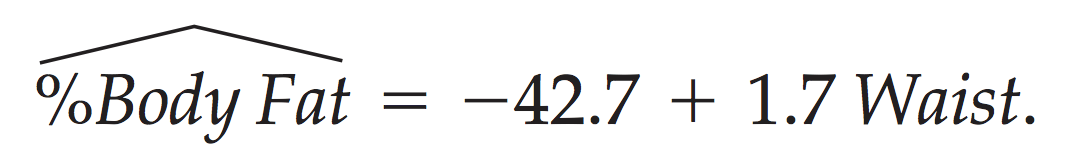 %Body Fat = −42.7 + 1.7 Waist.